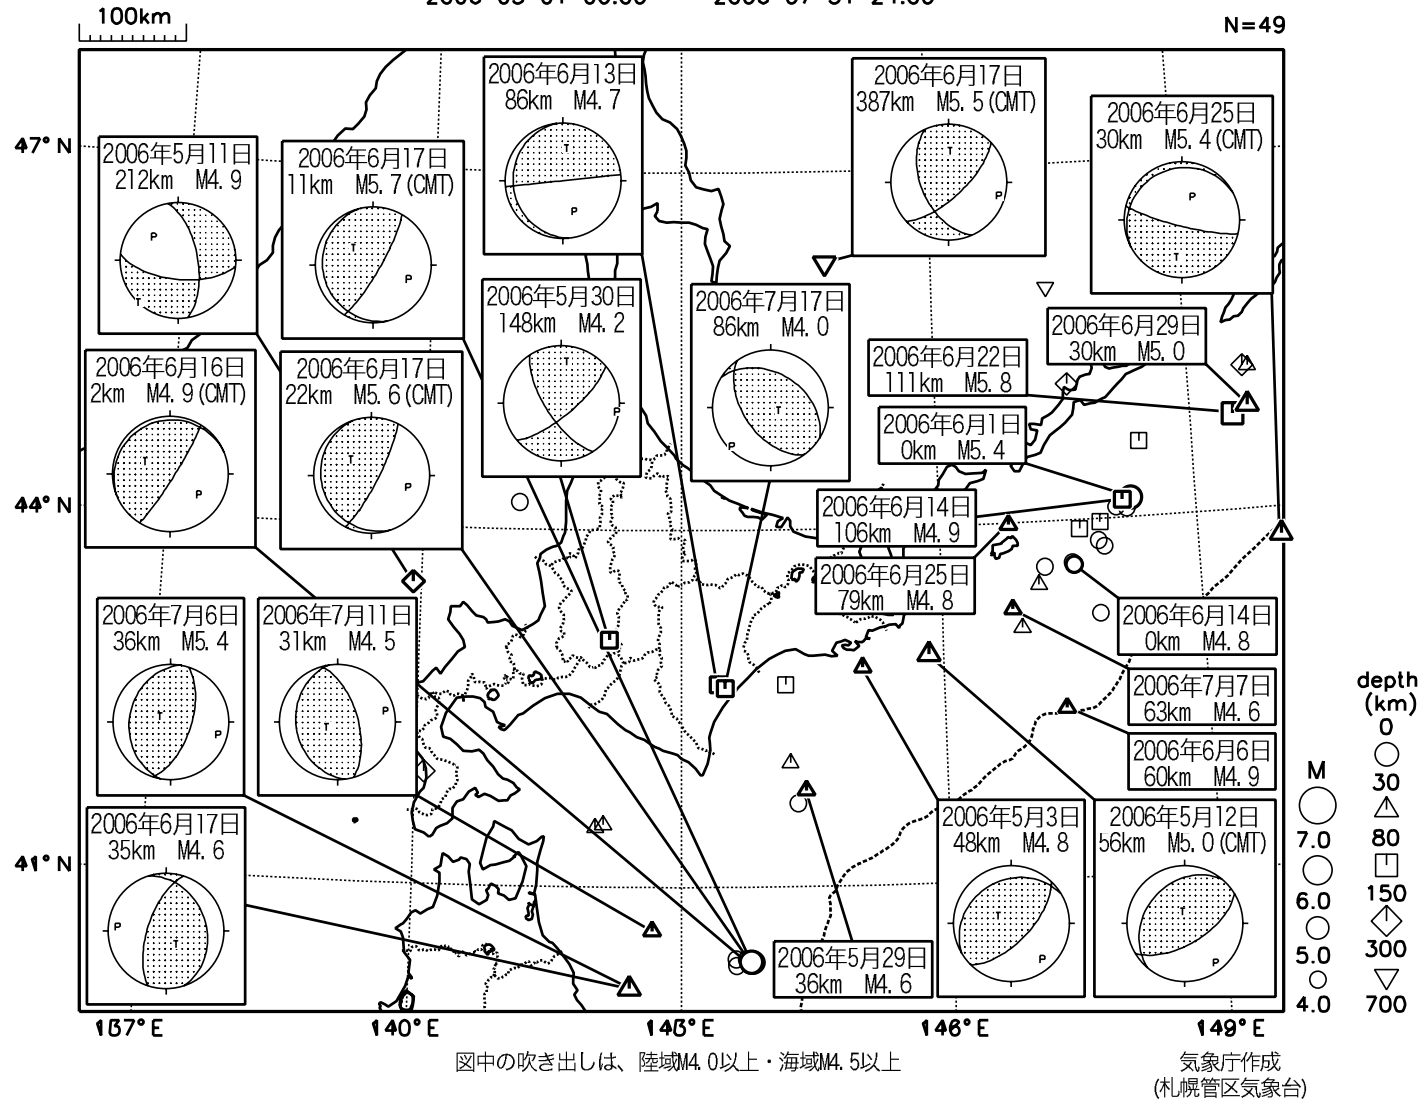 100km
N=49
47°N
44°N
41°N
137°E
140°E
143°E
146°E
149°E
2006年6月13日
86km M4.7
2006年6月17日
387km M5.5(CMT)
2006年6月25日
30km M5.4(CMT)
2006年5月11日
212km M4.9
2006年6月17日
11km M5.7(CMT)
2006年5月30日
148km M4.2
2006年7月17日
86km M4.0
2006年6月29日
30km M5.0
2006年6月22日
111km M5.8
2006年6月16日
2km M4.9(CMT)
2006年6月17日
22km M5.6(CMT)
2006年6月1日
0km M5.4
2006年6月14日
106km M4.9
2006年6月25日
79km M4.8
2006年7月6日
36km M5.4
2006年7月11日
31km M4.5
2006年6月14日
0km M4.8
2006年7月7日
63km M4.6
2006年6月6日
60km M4.9
2006年6月17日
35km M4.6
2006年5月29日
36km M4.6
2006年5月3日
48km M4.8
2006年5月12日
56km M5.0(CMT)
M
7.0
6.0
5.0
4.0
depth
(km)
0
30
80
150
300
700
図中の吹き出しは、陸域M4.0以上・海域M4.5以上
気象庁作成
(札幌管区気象台)